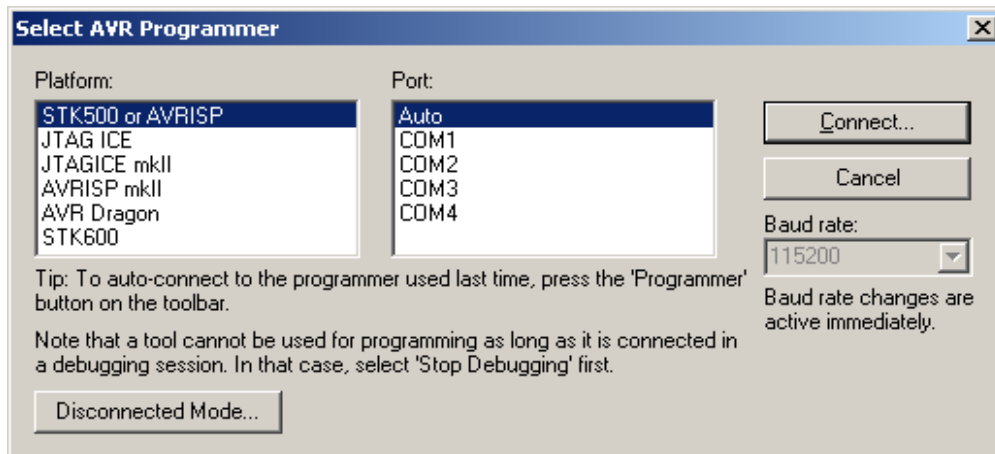 Select AVR Programmer
Platform:
STK500 or AVRISP
JTAG ICE
JTAGICE mkII
AVRISP mkII
AVR Dragon
STK600
Port:
Auto
COM1
COM2
COM3
COM4
Connect...
Cancel
Baud rate:
115200
Baud rate changes are
active immediately.
Tip: To auto-connect to the programmer used last time, press the 'Programmer'
button on the toolbar.
Note that a tool cannot be used for programming as long as it is connected in
a debugging session. In that case, select 'Stop Debugging' first.
Disconnected Mode...